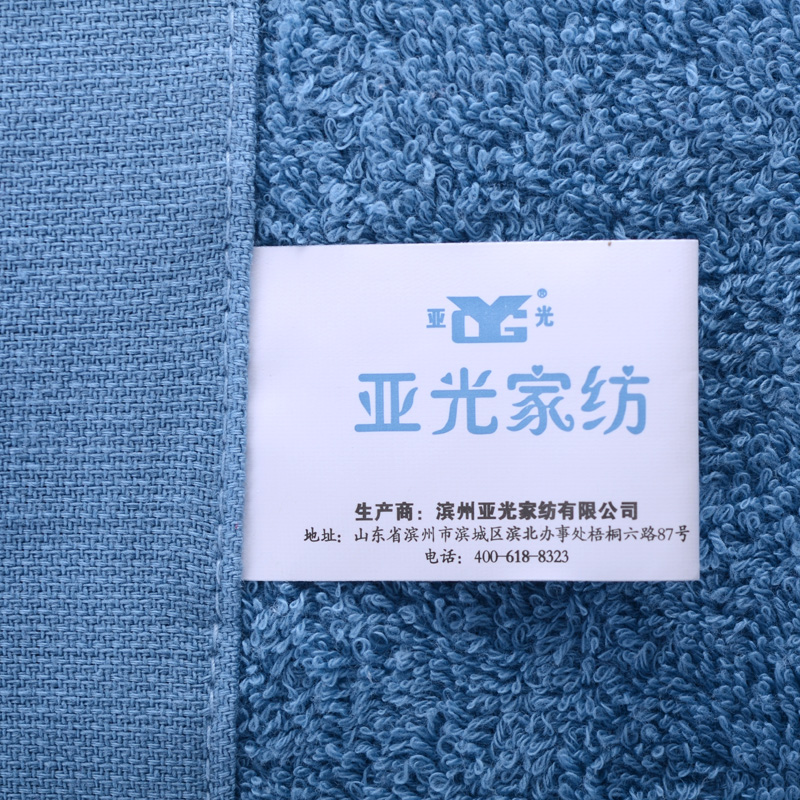 亚 YG 光®
亚光家纺
生产商：滨州亚光家纺有限公司
地址：山东省滨州市滨城区滨北办事处梧桐六路87号
电话：400-618-8323